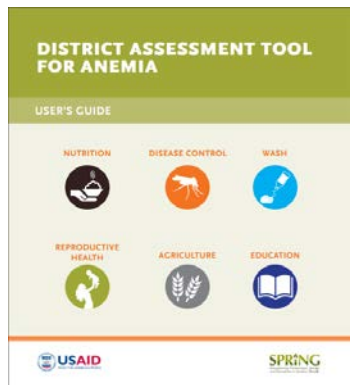 DISTRICT ASSESSMENT TOOL
FOR ANEMIA
USER'S GUIDE
NUTRITION
DISEASE CONTROL
WASH
REPRODUCTIVE
HEALTH
AGRICULTURE
EDUCATION
USAID
SPRING